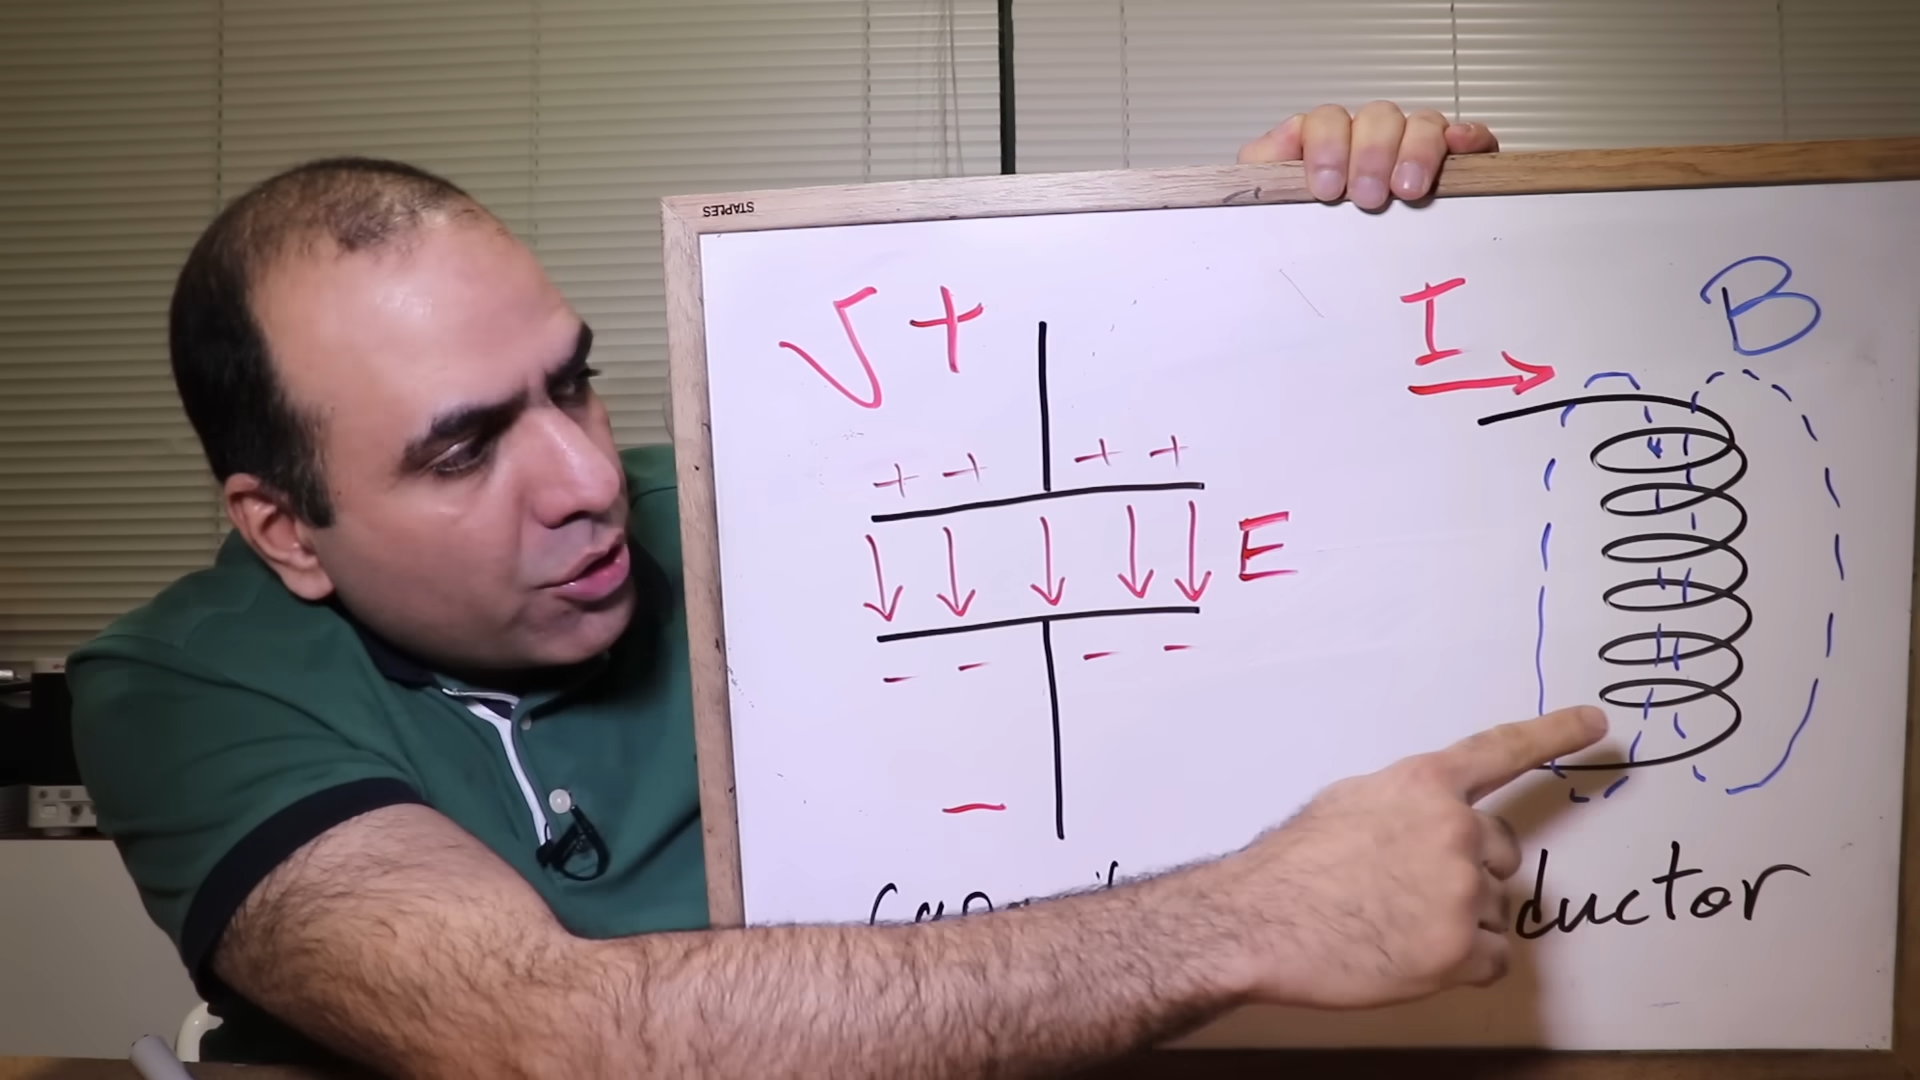 STAPLES
V +
I
B
+ + + +
E
- - - -
-
ductor